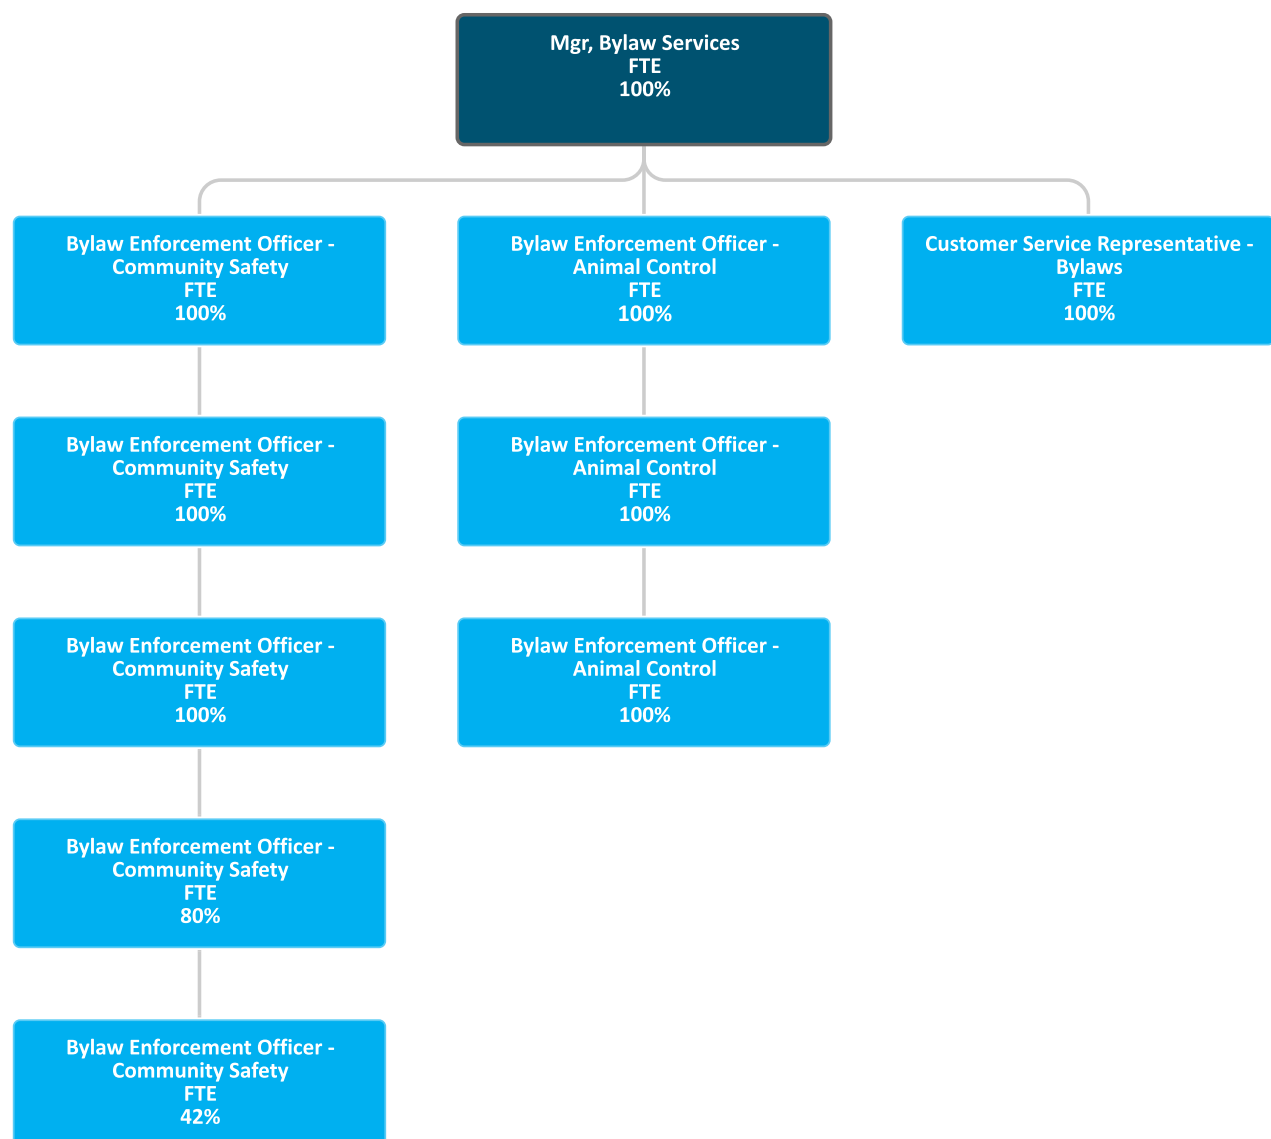 Mgr, Bylaw Services
FTE
100%
Bylaw Enforcement Officer -
Community Safety
FTE
100%
Bylaw Enforcement Officer -
Animal Control
FTE
100%
Customer Service Representative -
Bylaws
FTE
100%
Bylaw Enforcement Officer -
Community Safety
FTE
100%
Bylaw Enforcement Officer -
Animal Control
FTE
100%
Bylaw Enforcement Officer -
Community Safety
FTE
100%
Bylaw Enforcement Officer -
Animal Control
FTE
100%
Bylaw Enforcement Officer -
Community Safety
FTE
80%
Bylaw Enforcement Officer -
Community Safety
FTE
42%